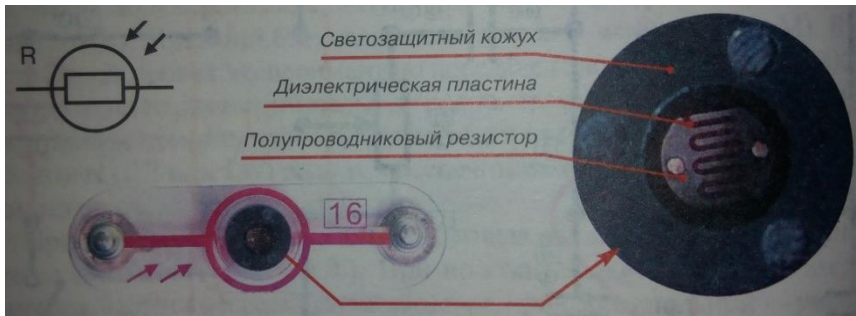 R
Светозащитный кожух
Диэлектрическая пластина
Полупроводниковый резистор
16